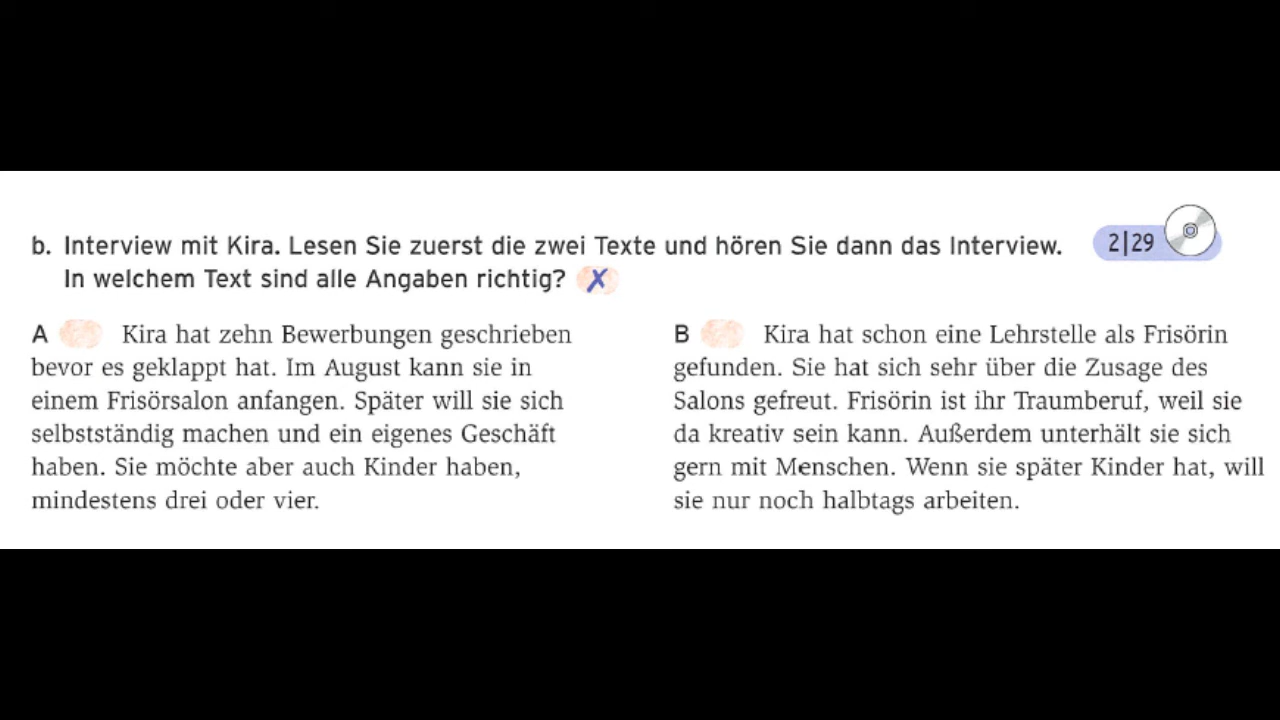 b. Interview mit Kira. Lesen Sie zuerst die zwei Texte und hören Sie dann das Interview.
In welchem Text sind alle Angaben richtig? X
2|29
A Kira hat zehn Bewerbungen geschrieben
bevor es geklappt hat. Im August kann sie in
einem Frisörsalon anfangen. Später will sie sich
selbstständig machen und ein eigenes Geschäft
haben. Sie möchte aber auch Kinder haben,
mindestens drei oder vier.
B Kira hat schon eine Lehrstelle als Frisörin
gefunden. Sie hat sich sehr über die Zusage des
Salons gefreut. Frisörin ist ihr Traumberuf, weil sie
da kreativ sein kann. Außerdem unterhält sie sich
gern mit Menschen. Wenn sie später Kinder hat, will
sie nur noch halbtags arbeiten.